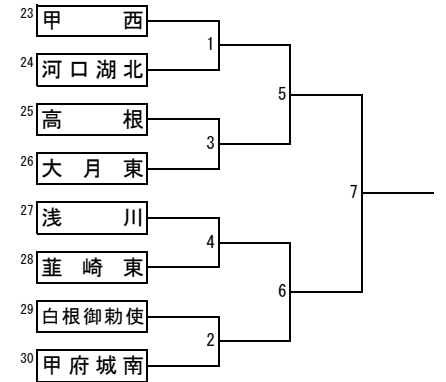 23 甲西
1
24 河口湖北
5
25 高根
3
26 大月東
7
27 浅川
4
28 韮崎東
6
29 白根御勅使
2
30 甲府城南